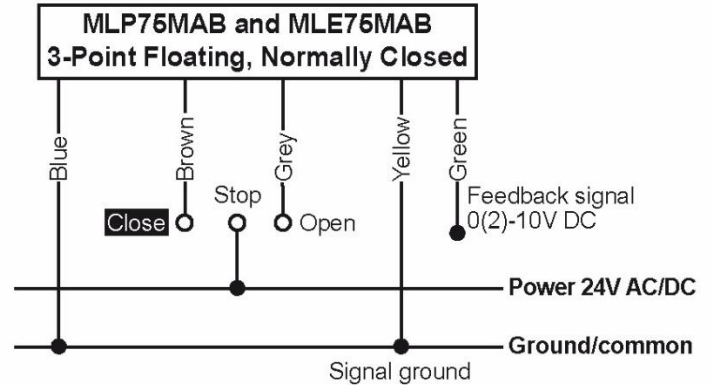 MLP75MAB and MLE75MAB
3-Point Floating, Normally Closed
Blue
Brown
Grey
Yellow
Green
Close
Stop
Open
Feedback signal
0(2)-10V DC
Power 24V AC/DC
Ground/common
Signal ground